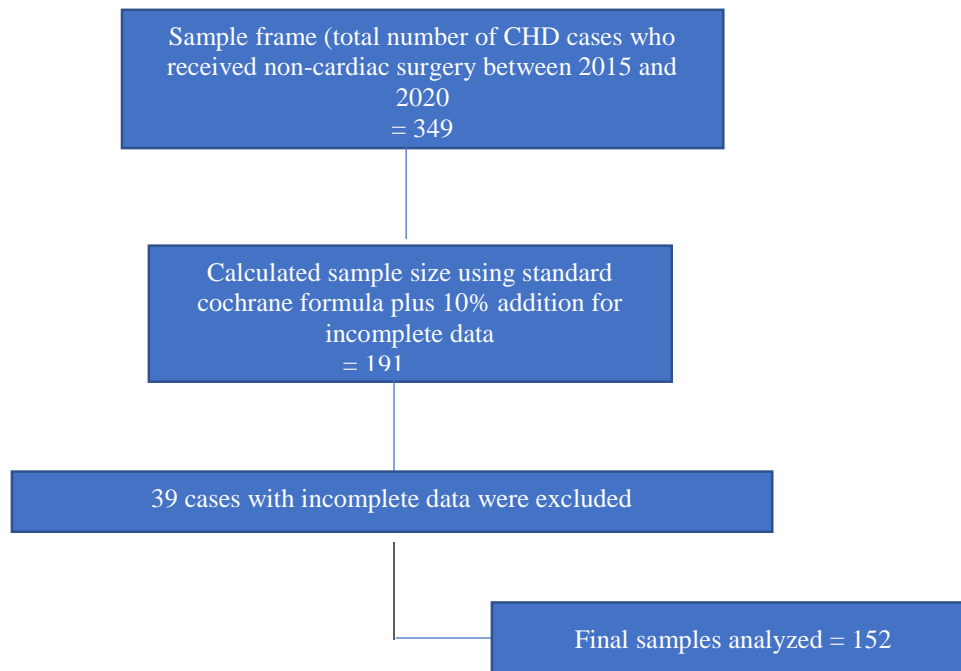 Sample frame (total number of CHD cases who
received non-cardiac surgery between 2015 and
2020
= 349
Calculated sample size using standard
cochrane formula plus 10% addition for
incomplete data
= 191
39 cases with incomplete data were excluded
Final samples analyzed = 152